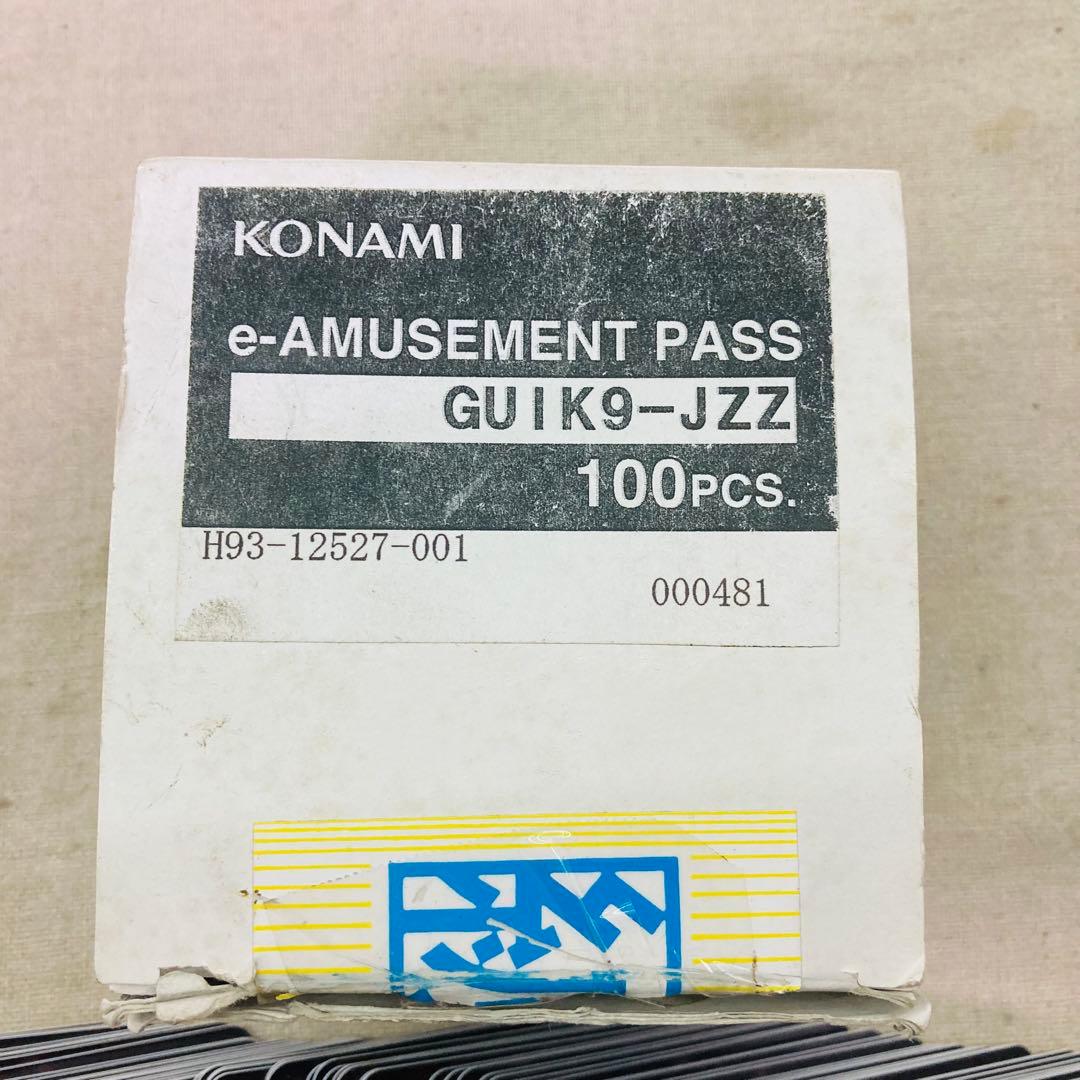 KONAMI
e-AMUSEMENT PASS
GUIK9-JZZ
100PCS.
H93-12527-001
000481